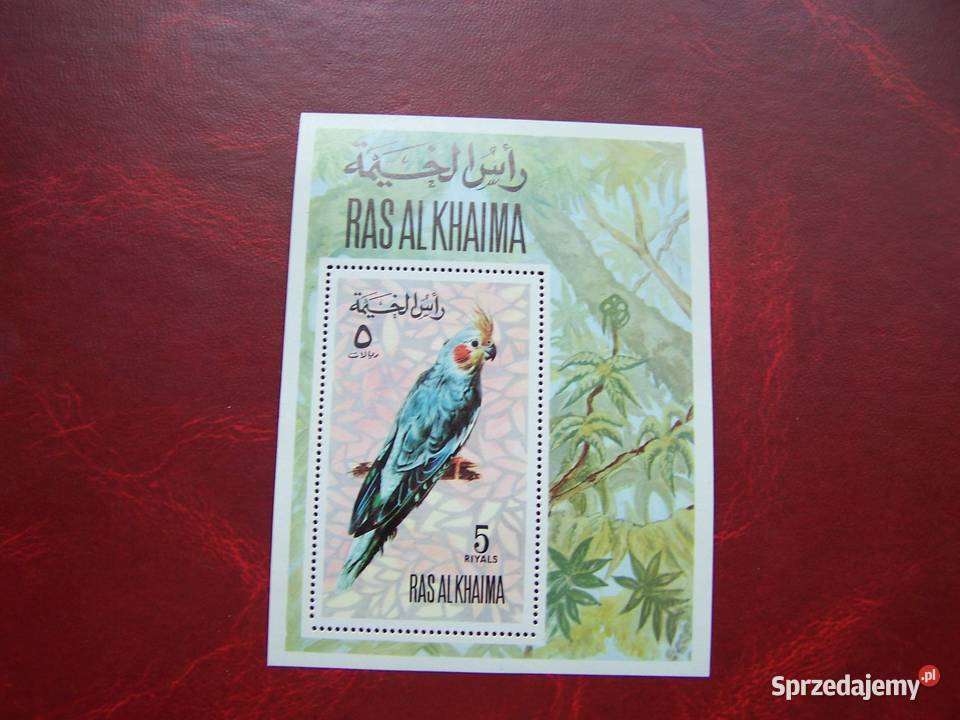 رأس الخيمة
RAS AL KHAIMA
رأس الخيمة
٥
ريالات
5
RIYALS
RAS AL KHAIMA
Sprzedajemy.pl